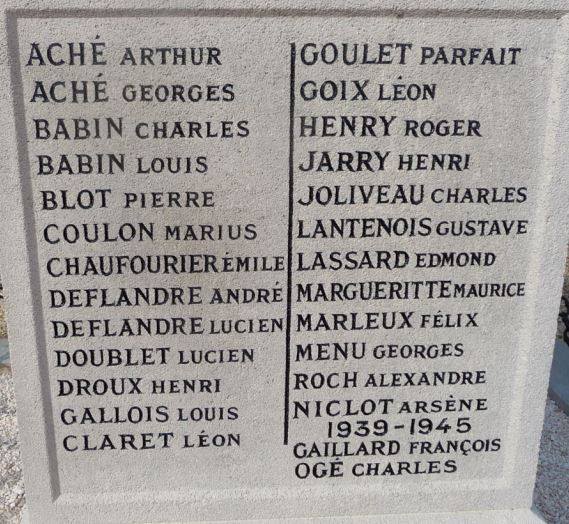 ACHÉ ARTHUR
ACHÉ GEORGES
BABIN CHARLES
BABIN LOUIS
BLOT PIERRE
COULON MARIUS
CHAUFOURIER ÉMILE
DEFLANDRE ANDRÉ
DEFLANDRE LUCIEN
DOUBLET LUCIEN
DROUX HENRI
GALLOIS LOUIS
CLARET LÉON
GOULET PARFAIT
GOIX LÉON
HENRY ROGER
JARRY HENRI
JOLIVEAU CHARLES
LANTENOIS GUSTAVE
LASSARD EDMOND
MARGUERITTE MAURICE
MARLEUX FÉLIX
MENU GEORGES
ROCH ALEXANDRE
NICLOT ARSÈNE
1939-1945
GAILLARD FRANÇOIS
OGÉ CHARLES